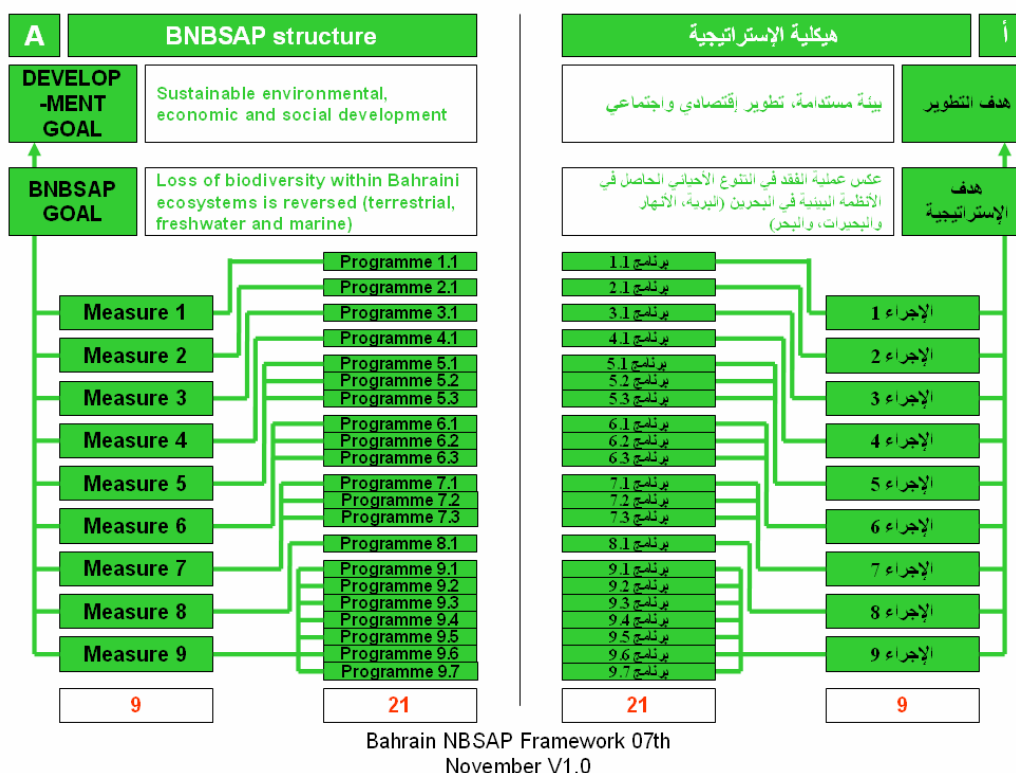 A
BNBSAP structure
DEVELOP
-MENT
GOAL
Sustainable environmental,
economic and social development
BNBSAP
GOAL
Loss of biodiversity within Bahraini
ecosystems is reversed (terrestrial,
freshwater and marine)
Measure 1
Measure 2
Measure 3
Measure 4
Measure 5
Measure 6
Measure 7
Measure 8
Measure 9
9
Programme 1.1
Programme 2.1
Programme 3.1
Programme 4.1
Programme 5.1
Programme 5.2
Programme 5.3
Programme 6.1
Programme 6.2
Programme 6.3
Programme 7.1
Programme 7.2
Programme 7.3
Programme 8.1
Programme 9.1
Programme 9.2
Programme 9.3
Programme 9.4
Programme 9.5
Programme 9.6
Programme 9.7
21
أ
هيكلية الإستراتيجية
هدف التطوير
بيئة مستدامة، تطوير إقتصادي واجتماعي
هدف
الإستراتيجية
عكس عملية الفقد في التنوع الأحيائي الحاصل في
الأنظمة البيئية في البحرين (البرية، الأنهار
والبحيرات، والبحر)
الإجراء 1
الإجراء 2
الإجراء 3
الإجراء 4
الإجراء 5
الإجراء 6
الإجراء 7
الإجراء 8
الإجراء 9
9
برنامج 1.1
برنامج 2.1
برنامج 3.1
برنامج 4.1
برنامج 5.1
برنامج 5.2
برنامج 5.3
برنامج 6.1
برنامج 6.2
برنامج 6.3
برنامج 7.1
برنامج 7.2
برنامج 7.3
برنامج 8.1
برنامج 9.1
برنامج 9.2
برنامج 9.3
برنامج 9.4
برنامج 9.5
برنامج 9.6
برنامج 9.7
21
Bahrain NBSAP Framework 07th
November V1.0